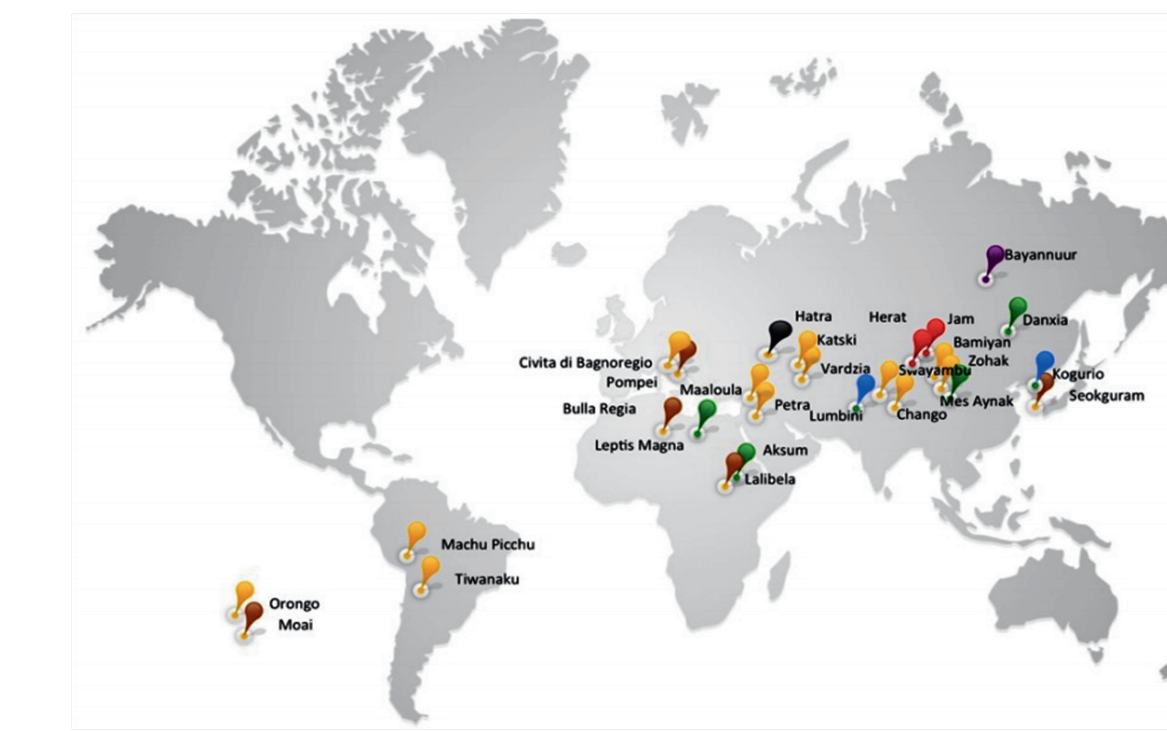 Bayannuur
Hatra
Herat
Jam
Danxia
Katski
Bamiyan
Zohak
Civita di Bagnoregio
Vardzia
Swayambu
Kogurio
Pompei
Maaloula
Seokguram
Bulla Regia
Petra
Lumbini
Chango
Mes Aynak
Leptis Magna
Aksum
Lalibela
Machu Picchu
Tiwanaku
Orongo
Moai